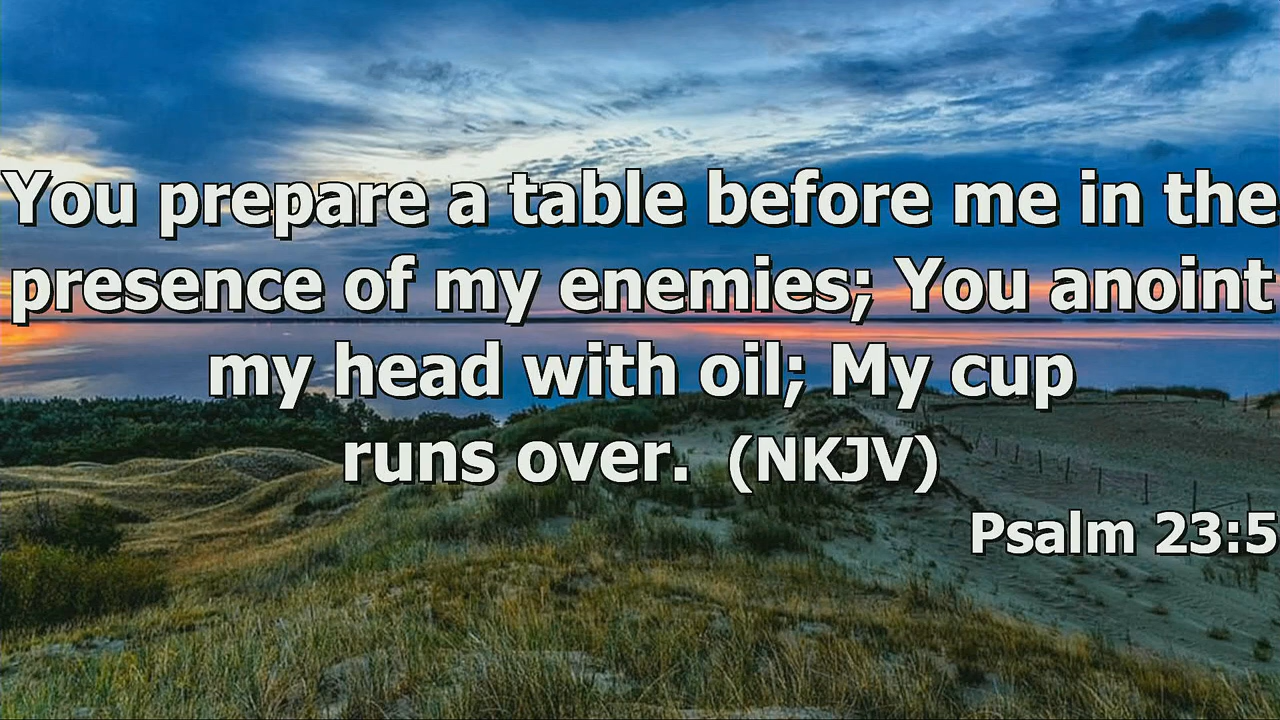 You prepare a table before me in the
presence of my enemies; You anoint
my head with oil; My cup
runs over.  (NKJV)
Psalm 23:5